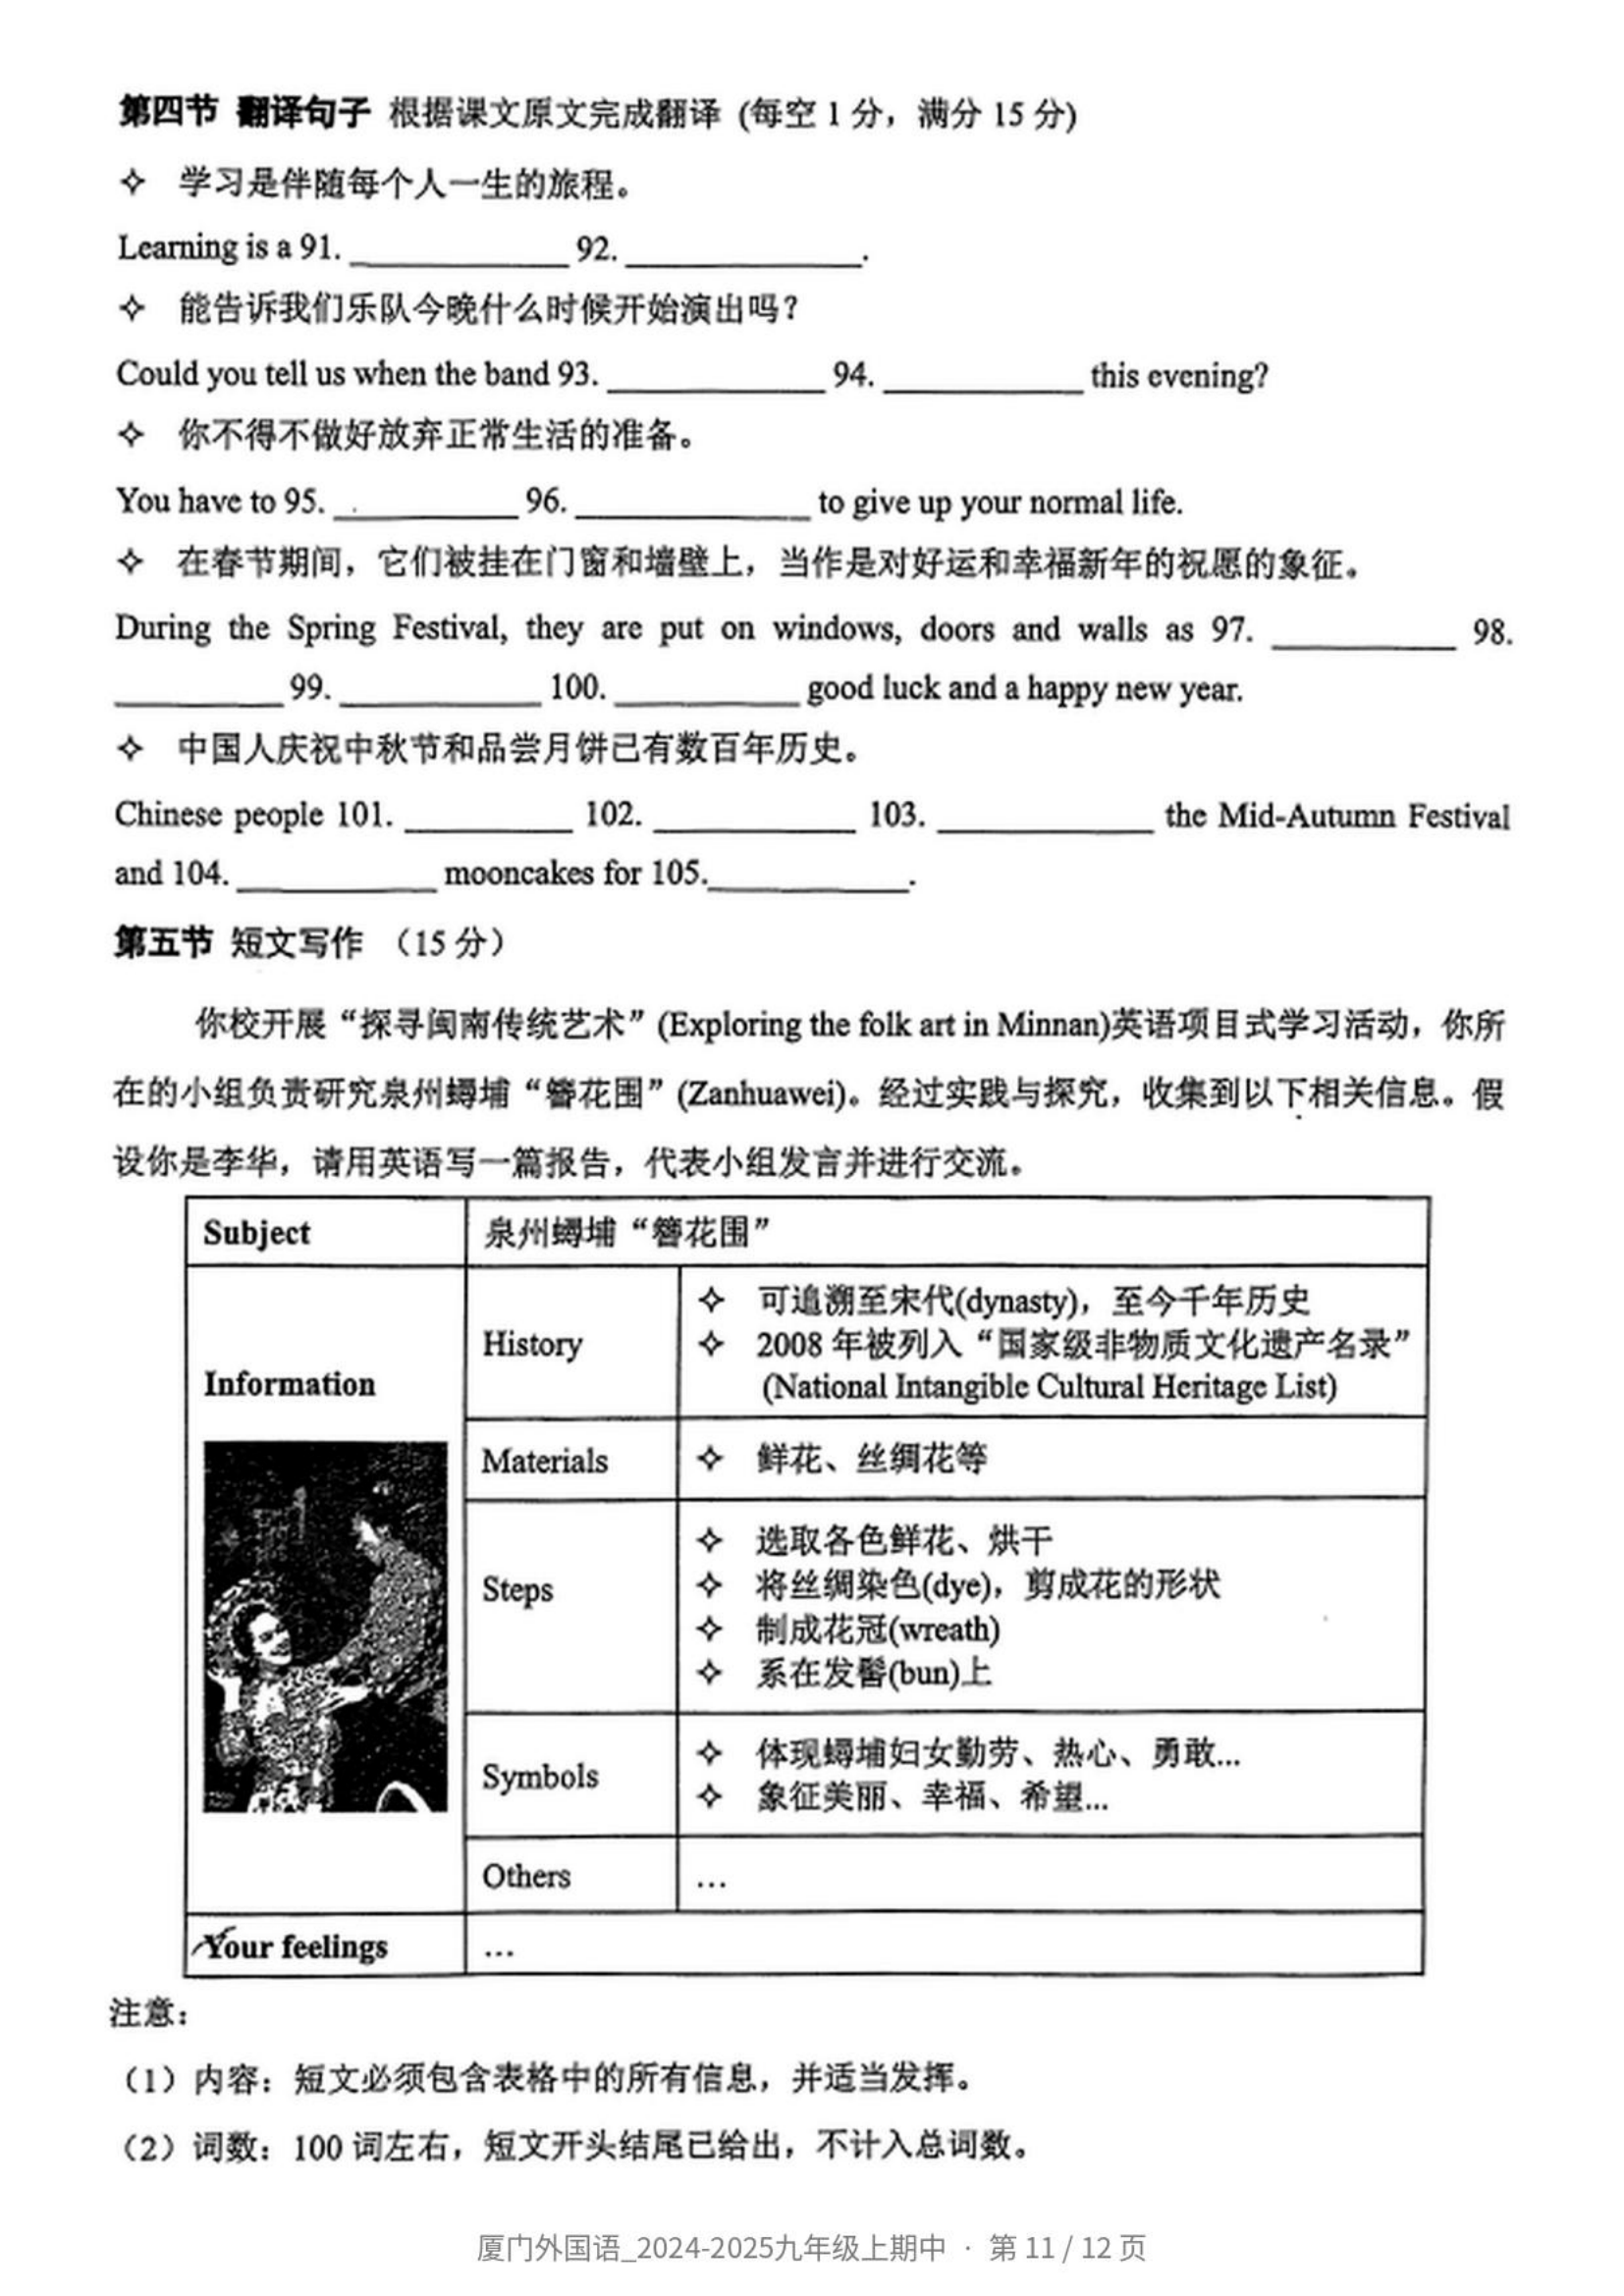 第四节 翻译句子 根据课文原文完成翻译 (每空 1 分，满分 15 分)
✧ 学习是伴随每个人一生的旅程。
Learning is a 91. ____________ 92. ____________.
✧ 能告诉我们乐队今晚什么时候开始演出吗？
Could you tell us when the band 93. ____________ 94. ____________ this evening?
✧ 你不得不做好放弃正常生活的准备。
You have to 95. ____________ 96. ____________ to give up your normal life.
✧ 在春节期间，它们被挂在门窗和墙壁上，当作是对好运和幸福新年的祝愿的象征。
During the Spring Festival, they are put on windows, doors and walls as 97. ____________ 98.
____________ 99. ____________ 100. ____________ good luck and a happy new year.
✧ 中国人庆祝中秋节和品尝月饼已有数百年历史。
Chinese people 101. ____________ 102. ____________ 103. ____________ the Mid-Autumn Festival
and 104. ____________ mooncakes for 105.____________.
第五节 短文写作 （15 分）
你校开展“探寻闽南传统艺术”(Exploring the folk art in Minnan)英语项目式学习活动，你所
在的小组负责研究泉州蟳埔“簪花围”(Zanhuawei)。经过实践与探究，收集到以下相关信息。假
设你是李华，请用英语写一篇报告，代表小组发言并进行交流。
Subject 泉州蟳埔“簪花围”
Information
History
✧ 可追溯至宋代(dynasty)，至今千年历史
✧ 2008 年被列入“国家级非物质文化遗产名录”
(National Intangible Cultural Heritage List)
Materials
✧ 鲜花、丝绸花等
Steps
✧ 选取各色鲜花、烘干
✧ 将丝绸染色(dye)，剪成花的形状
✧ 制成花冠(wreath)
✧ 系在发髻(bun)上
Symbols
✧ 体现蟳埔妇女勤劳、热心、勇敢...
✧ 象征美丽、幸福、希望...
Others
...
Your feelings
...
注意：
（1）内容：短文必须包含表格中的所有信息，并适当发挥。
（2）词数：100 词左右，短文开头结尾已给出，不计入总词数。
厦门外国语_2024-2025九年级上期中 · 第 11 / 12 页